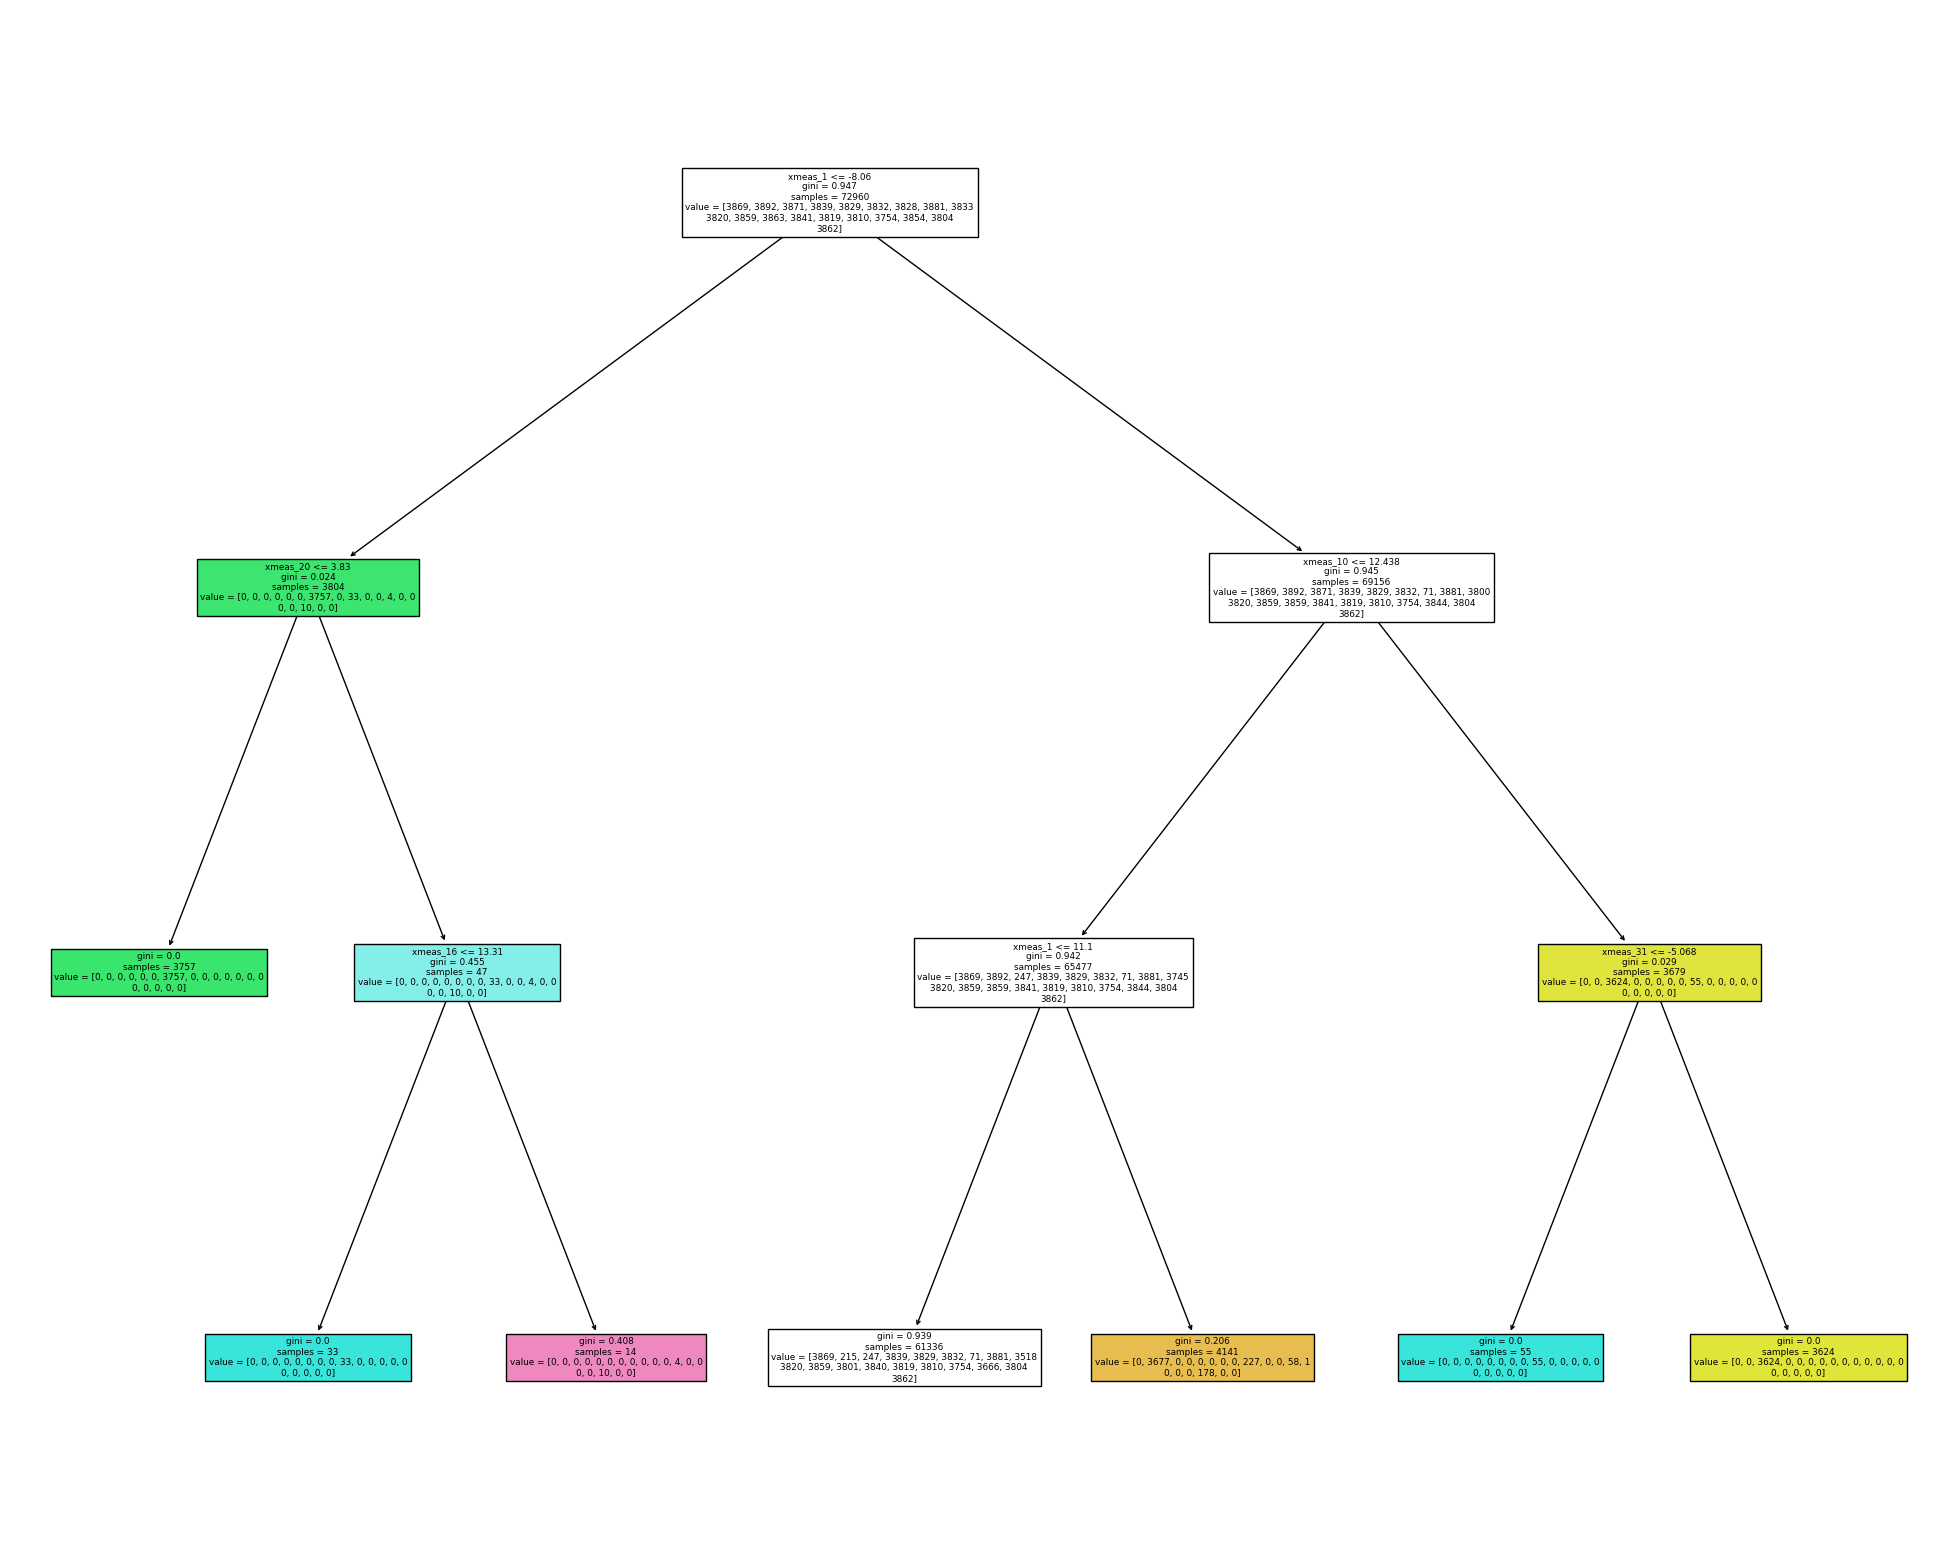 xmeas_1 <= -8.06
gini = 0.947
samples = 72960
value = [3869, 3892, 3871, 3839, 3829, 3832, 3828, 3881, 3833
3820, 3859, 3863, 3841, 3819, 3810, 3754, 3854, 3804
3862]
xmeas_20 <= 3.83
gini = 0.024
samples = 3804
value = [0, 0, 0, 0, 0, 0, 3757, 0, 33, 0, 0, 4, 0, 0
0, 0, 10, 0, 0]
xmeas_10 <= 12.438
gini = 0.945
samples = 69156
value = [3869, 3892, 3871, 3839, 3829, 3832, 71, 3881, 3800
3820, 3859, 3859, 3841, 3819, 3810, 3754, 3844, 3804
3862]
gini = 0.0
samples = 3757
value = [0, 0, 0, 0, 0, 0, 3757, 0, 0, 0, 0, 0, 0, 0
0, 0, 0, 0, 0]
xmeas_16 <= 13.31
gini = 0.455
samples = 47
value = [0, 0, 0, 0, 0, 0, 0, 0, 33, 0, 0, 4, 0, 0
0, 0, 10, 0, 0]
xmeas_1 <= 11.1
gini = 0.942
samples = 65477
value = [3869, 3892, 247, 3839, 3829, 3832, 71, 3881, 3745
3820, 3859, 3859, 3841, 3819, 3810, 3754, 3844, 3804
3862]
xmeas_31 <= -5.068
gini = 0.029
samples = 3679
value = [0, 0, 3624, 0, 0, 0, 0, 0, 55, 0, 0, 0, 0, 0
0, 0, 0, 0, 0]
gini = 0.0
samples = 33
value = [0, 0, 0, 0, 0, 0, 0, 0, 33, 0, 0, 0, 0, 0
0, 0, 0, 0, 0]
gini = 0.408
samples = 14
value = [0, 0, 0, 0, 0, 0, 0, 0, 0, 0, 0, 4, 0, 0
0, 0, 10, 0, 0]
gini = 0.939
samples = 61336
value = [3869, 215, 247, 3839, 3829, 3832, 71, 3881, 3518
3820, 3859, 3801, 3840, 3819, 3810, 3754, 3666, 3804
3862]
gini = 0.206
samples = 4141
value = [0, 3677, 0, 0, 0, 0, 0, 0, 227, 0, 0, 58, 1
0, 0, 0, 178, 0, 0]
gini = 0.0
samples = 55
value = [0, 0, 0, 0, 0, 0, 0, 0, 55, 0, 0, 0, 0, 0
0, 0, 0, 0, 0]
gini = 0.0
samples = 3624
value = [0, 0, 3624, 0, 0, 0, 0, 0, 0, 0, 0, 0, 0, 0
0, 0, 0, 0, 0]